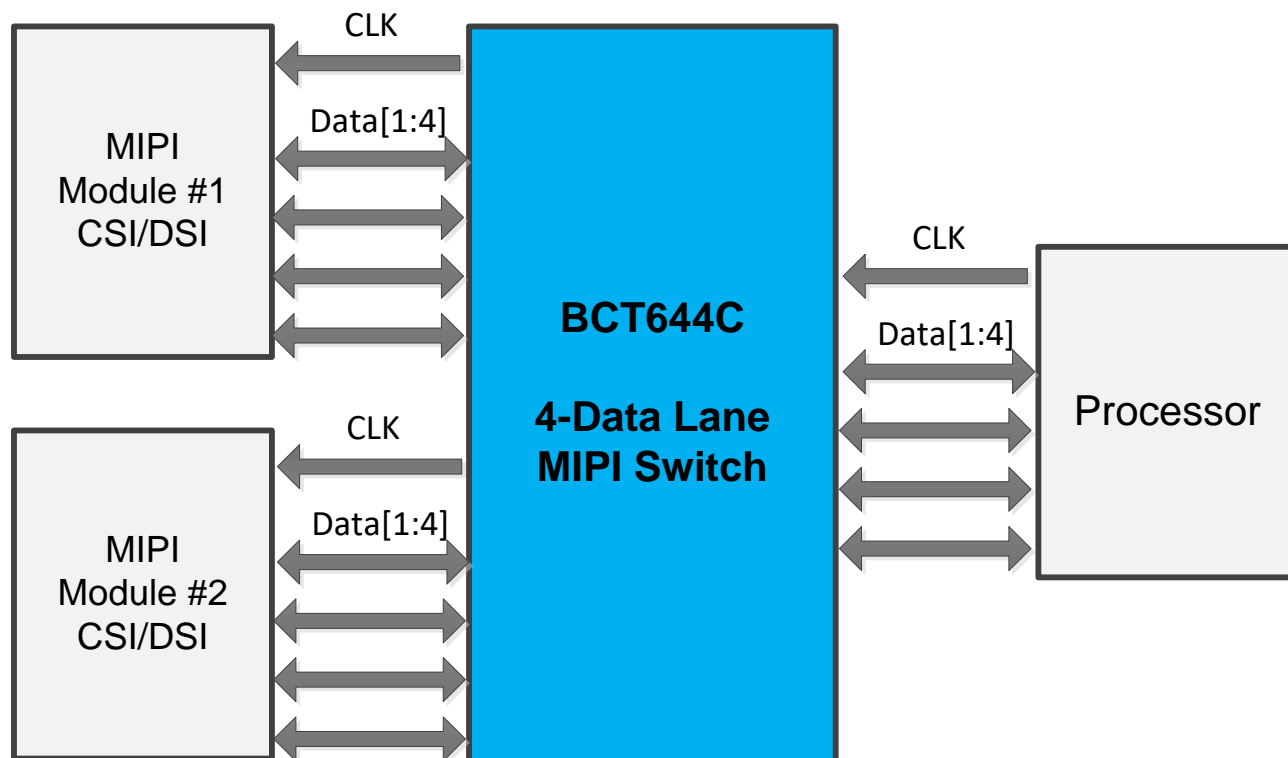 CLK
Data[1:4]
MIPI
Module #1
CSI/DSI
CLK
Data[1:4]
MIPI
Module #2
CSI/DSI
BCT644C
4-Data Lane
MIPI Switch
CLK
Data[1:4]
Processor